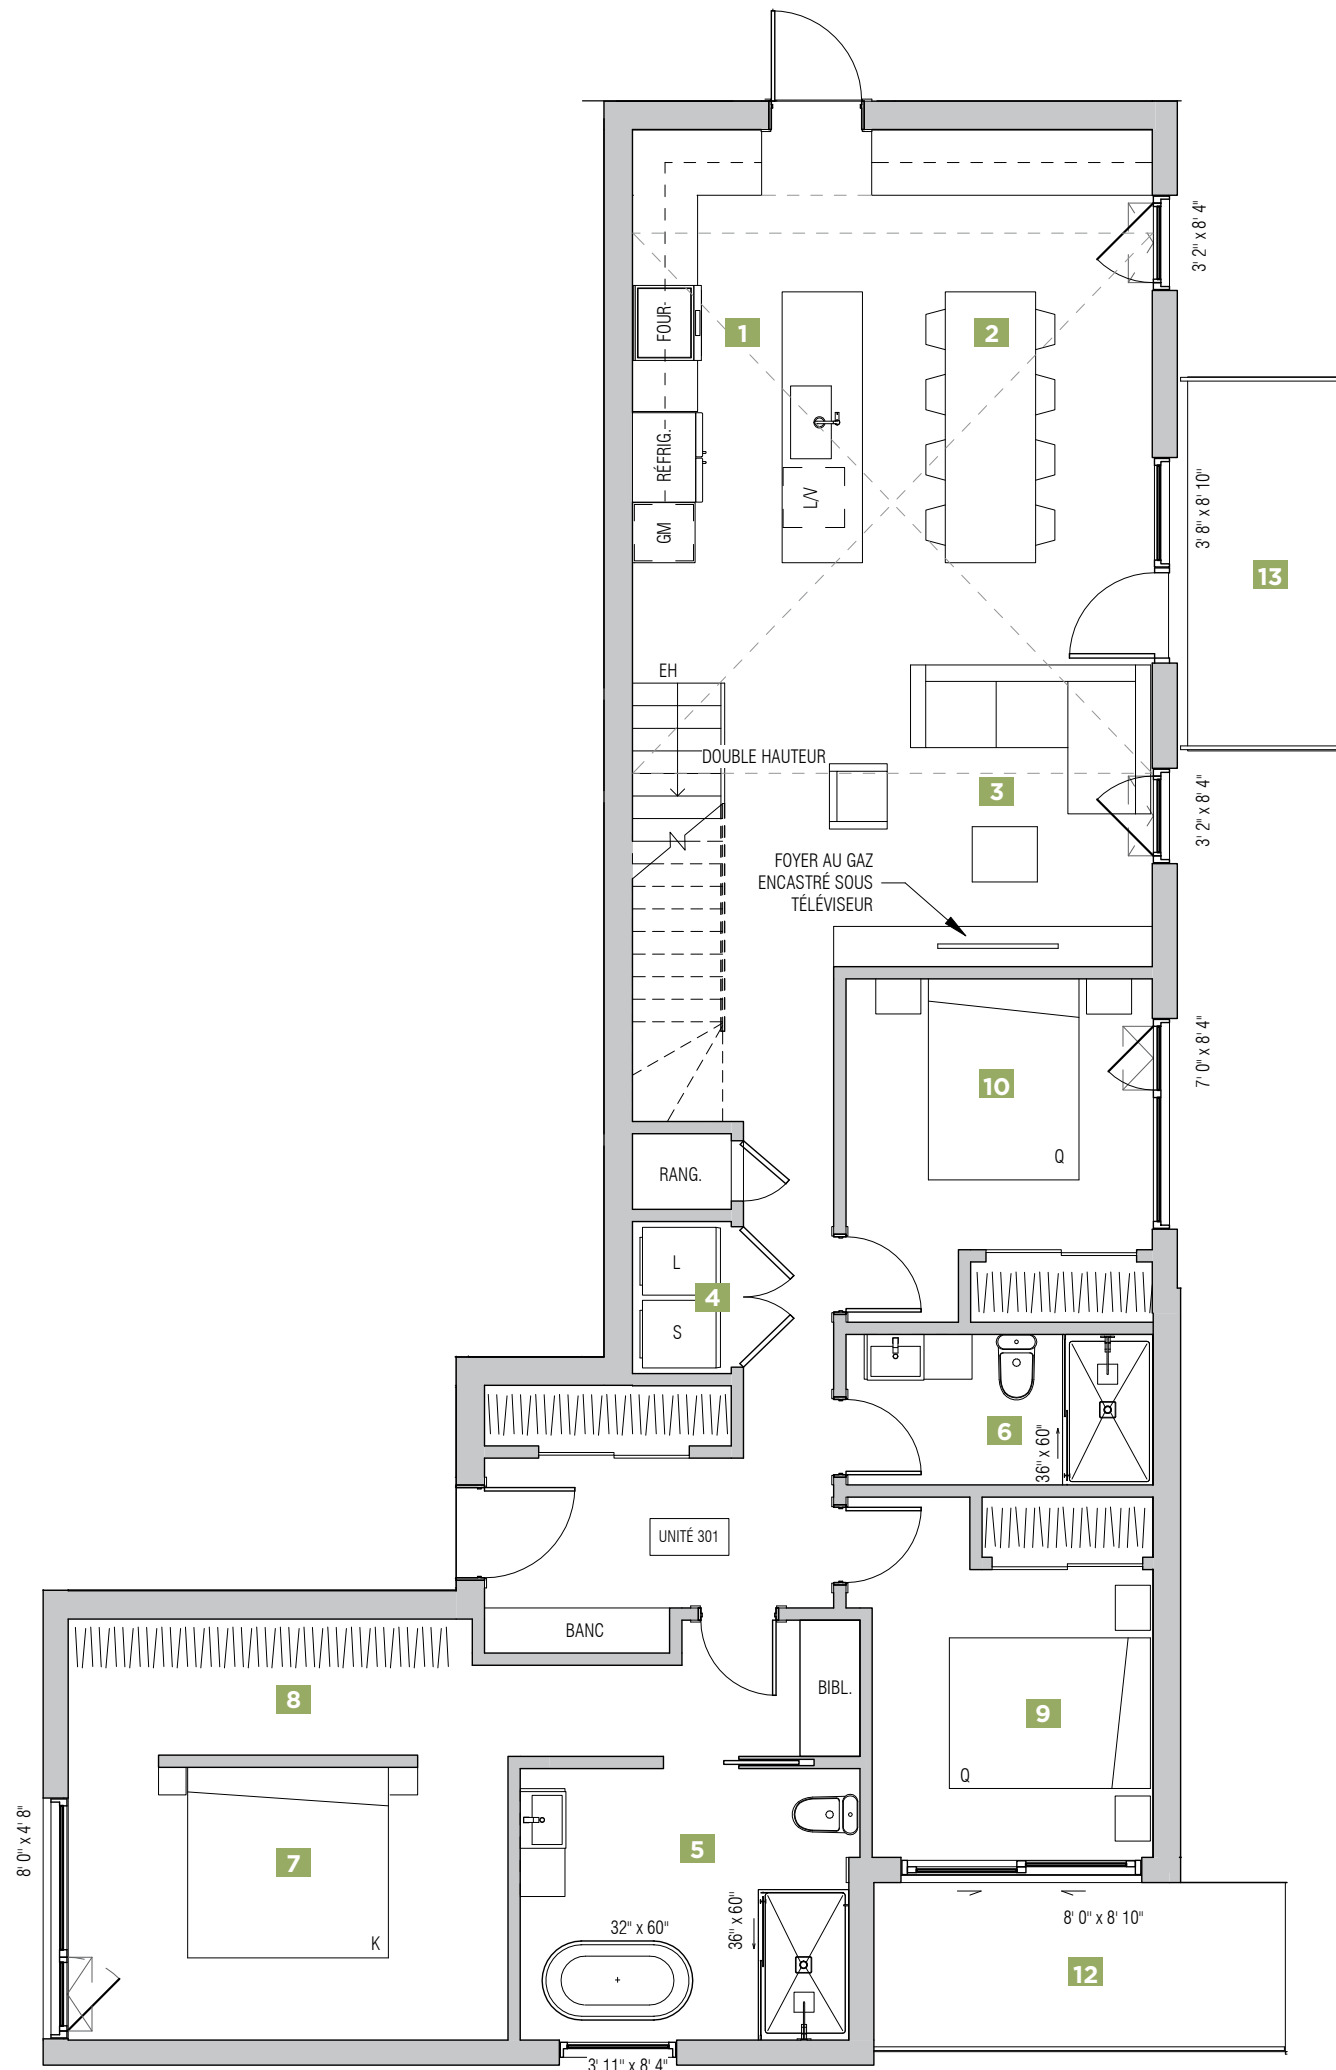 3' 2" x 8' 4"
FOUR
1
2
RÉFRIG.
L/V
GM
3' 8" x 8' 10"
13
EH
DOUBLE HAUTEUR
3
3' 2" x 8' 4"
FOYER AU GAZ
ENCASTRÉ SOUS
TÉLÉVISEUR
10
7' 0" x 8' 4"
Q
RANG.
L
4
S
6
36" x 60"
UNITÉ 301
BANC
BIBL.
8
9
Q
8' 0" x 4' 8"
7
5
K
32" x 60"
36" x 60"
8' 0" x 8' 10"
12
3' 11" x 8' 4"